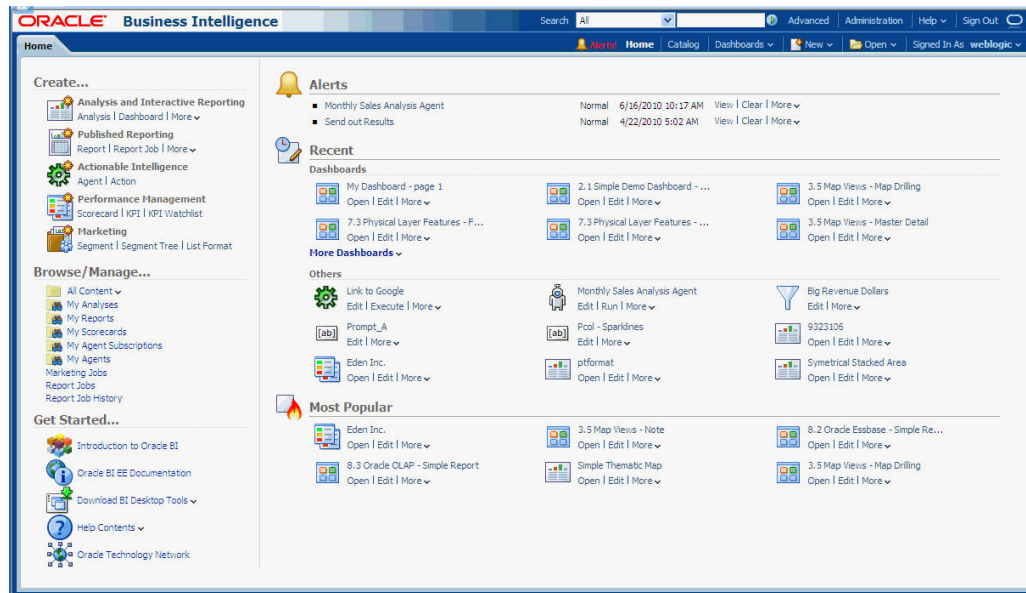 ORACLE Business Intelligence
Search All Advanced Administration Help Sign Out
Home
Alerts! Home Catalog Dashboards New Open Signed In As weblogic
Create...
Analysis and Interactive Reporting
Analysis | Dashboard | More
Published Reporting
Report | Report Job | More
Actionable Intelligence
Agent | Action
Performance Management
Scorecard | KPI | KPI Watchlist
Marketing
Segment | Segment Tree | List Format
Browse/Manage...
All Content
My Analyses
My Reports
My Scorecards
My Agent Subscriptions
My Agents
Marketing Jobs
Report Jobs
Report Job History
Get Started...
Introduction to Oracle BI
Oracle BI EE Documentation
Download BI Desktop Tools
Help Contents
Oracle Technology Network
Alerts
Monthly Sales Analysis Agent Normal 6/16/2010 10:17 AM View | Clear | More
Send out Results Normal 4/22/2010 5:02 AM View | Clear | More
Recent
Dashboards
My Dashboard - page 1
Open | Edit | More
2.1 Simple Demo Dashboard - ...
Open | Edit | More
3.5 Map Views - Map Drilling
Open | Edit | More
7.3 Physical Layer Features - F...
Open | Edit | More
7.3 Physical Layer Features - ...
Open | Edit | More
3.5 Map Views - Master Detail
Open | Edit | More
More Dashboards
Others
Link to Google
Edit | Execute | More
Monthly Sales Analysis Agent
Edit | Run | More
Big Revenue Dollars
Edit | More
[ab] Prompt_A
Edit | More
[ab] Pcol - Sparklines
Edit | More
9323106
Open | Edit | More
Eden Inc.
Open | Edit | More
ptformat
Open | Edit | More
Symetrical Stacked Area
Open | Edit | More
Most Popular
Eden Inc.
Open | Edit | More
3.5 Map Views - Note
Open | Edit | More
8.2 Oracle Essbase - Simple Re...
Open | Edit | More
8.3 Oracle OLAP - Simple Report
Open | Edit | More
Simple Thematic Map
Open | Edit | More
3.5 Map Views - Map Drilling
Open | Edit | More